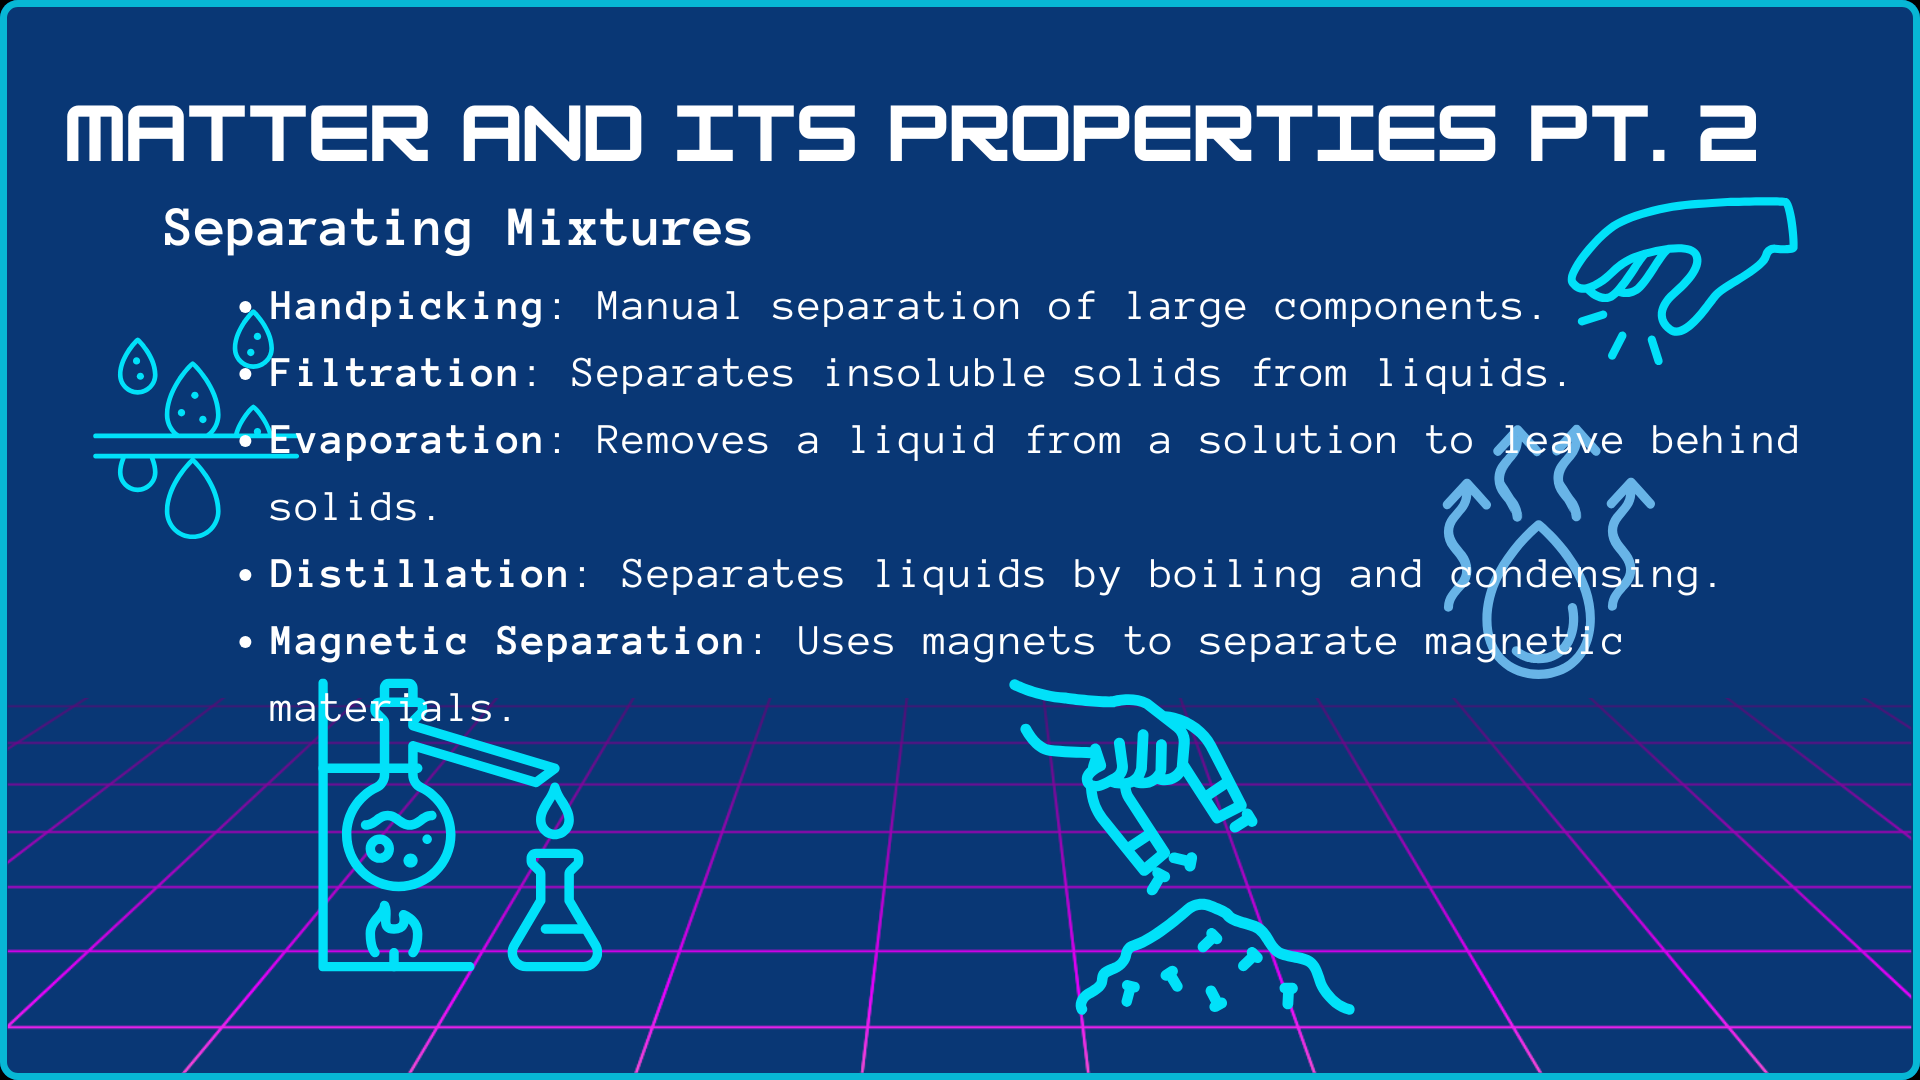 MATTER AND ITS PROPERTIES PT. 2
Separating Mixtures
• Handpicking: Manual separation of large components.
• Filtration: Separates insoluble solids from liquids.
• Evaporation: Removes a liquid from a solution to leave behind
solids.
• Distillation: Separates liquids by boiling and condensing.
• Magnetic Separation: Uses magnets to separate magnetic
materials.